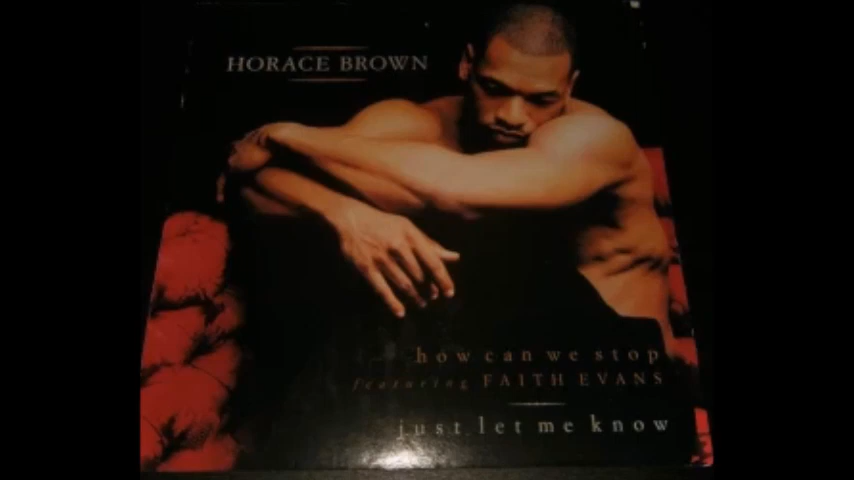 HORACE BROWN
how can we stop
featuring FAITH EVANS
just let me know